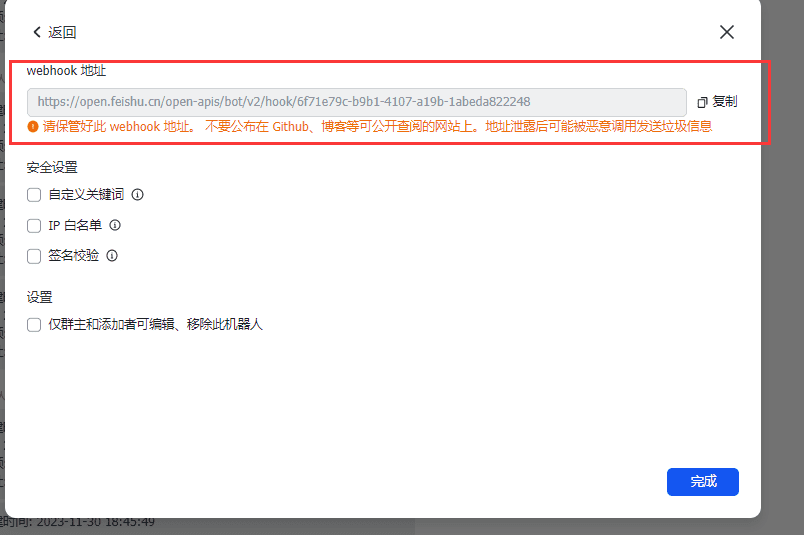 返回
webhook 地址
https://open.feishu.cn/open-apis/bot/v2/hook/6f71e79c-b9b1-4107-a19b-1abeda822248
复制
请保管好此 webhook 地址。 不要公布在 Github、博客等可公开查阅的网站上。地址泄露后可能被恶意调用发送垃圾信息
安全设置
自定义关键词
IP 白名单
签名校验
设置
仅群主和添加者可编辑、移除此机器人
完成
时间: 2023-11-30 18:45:49